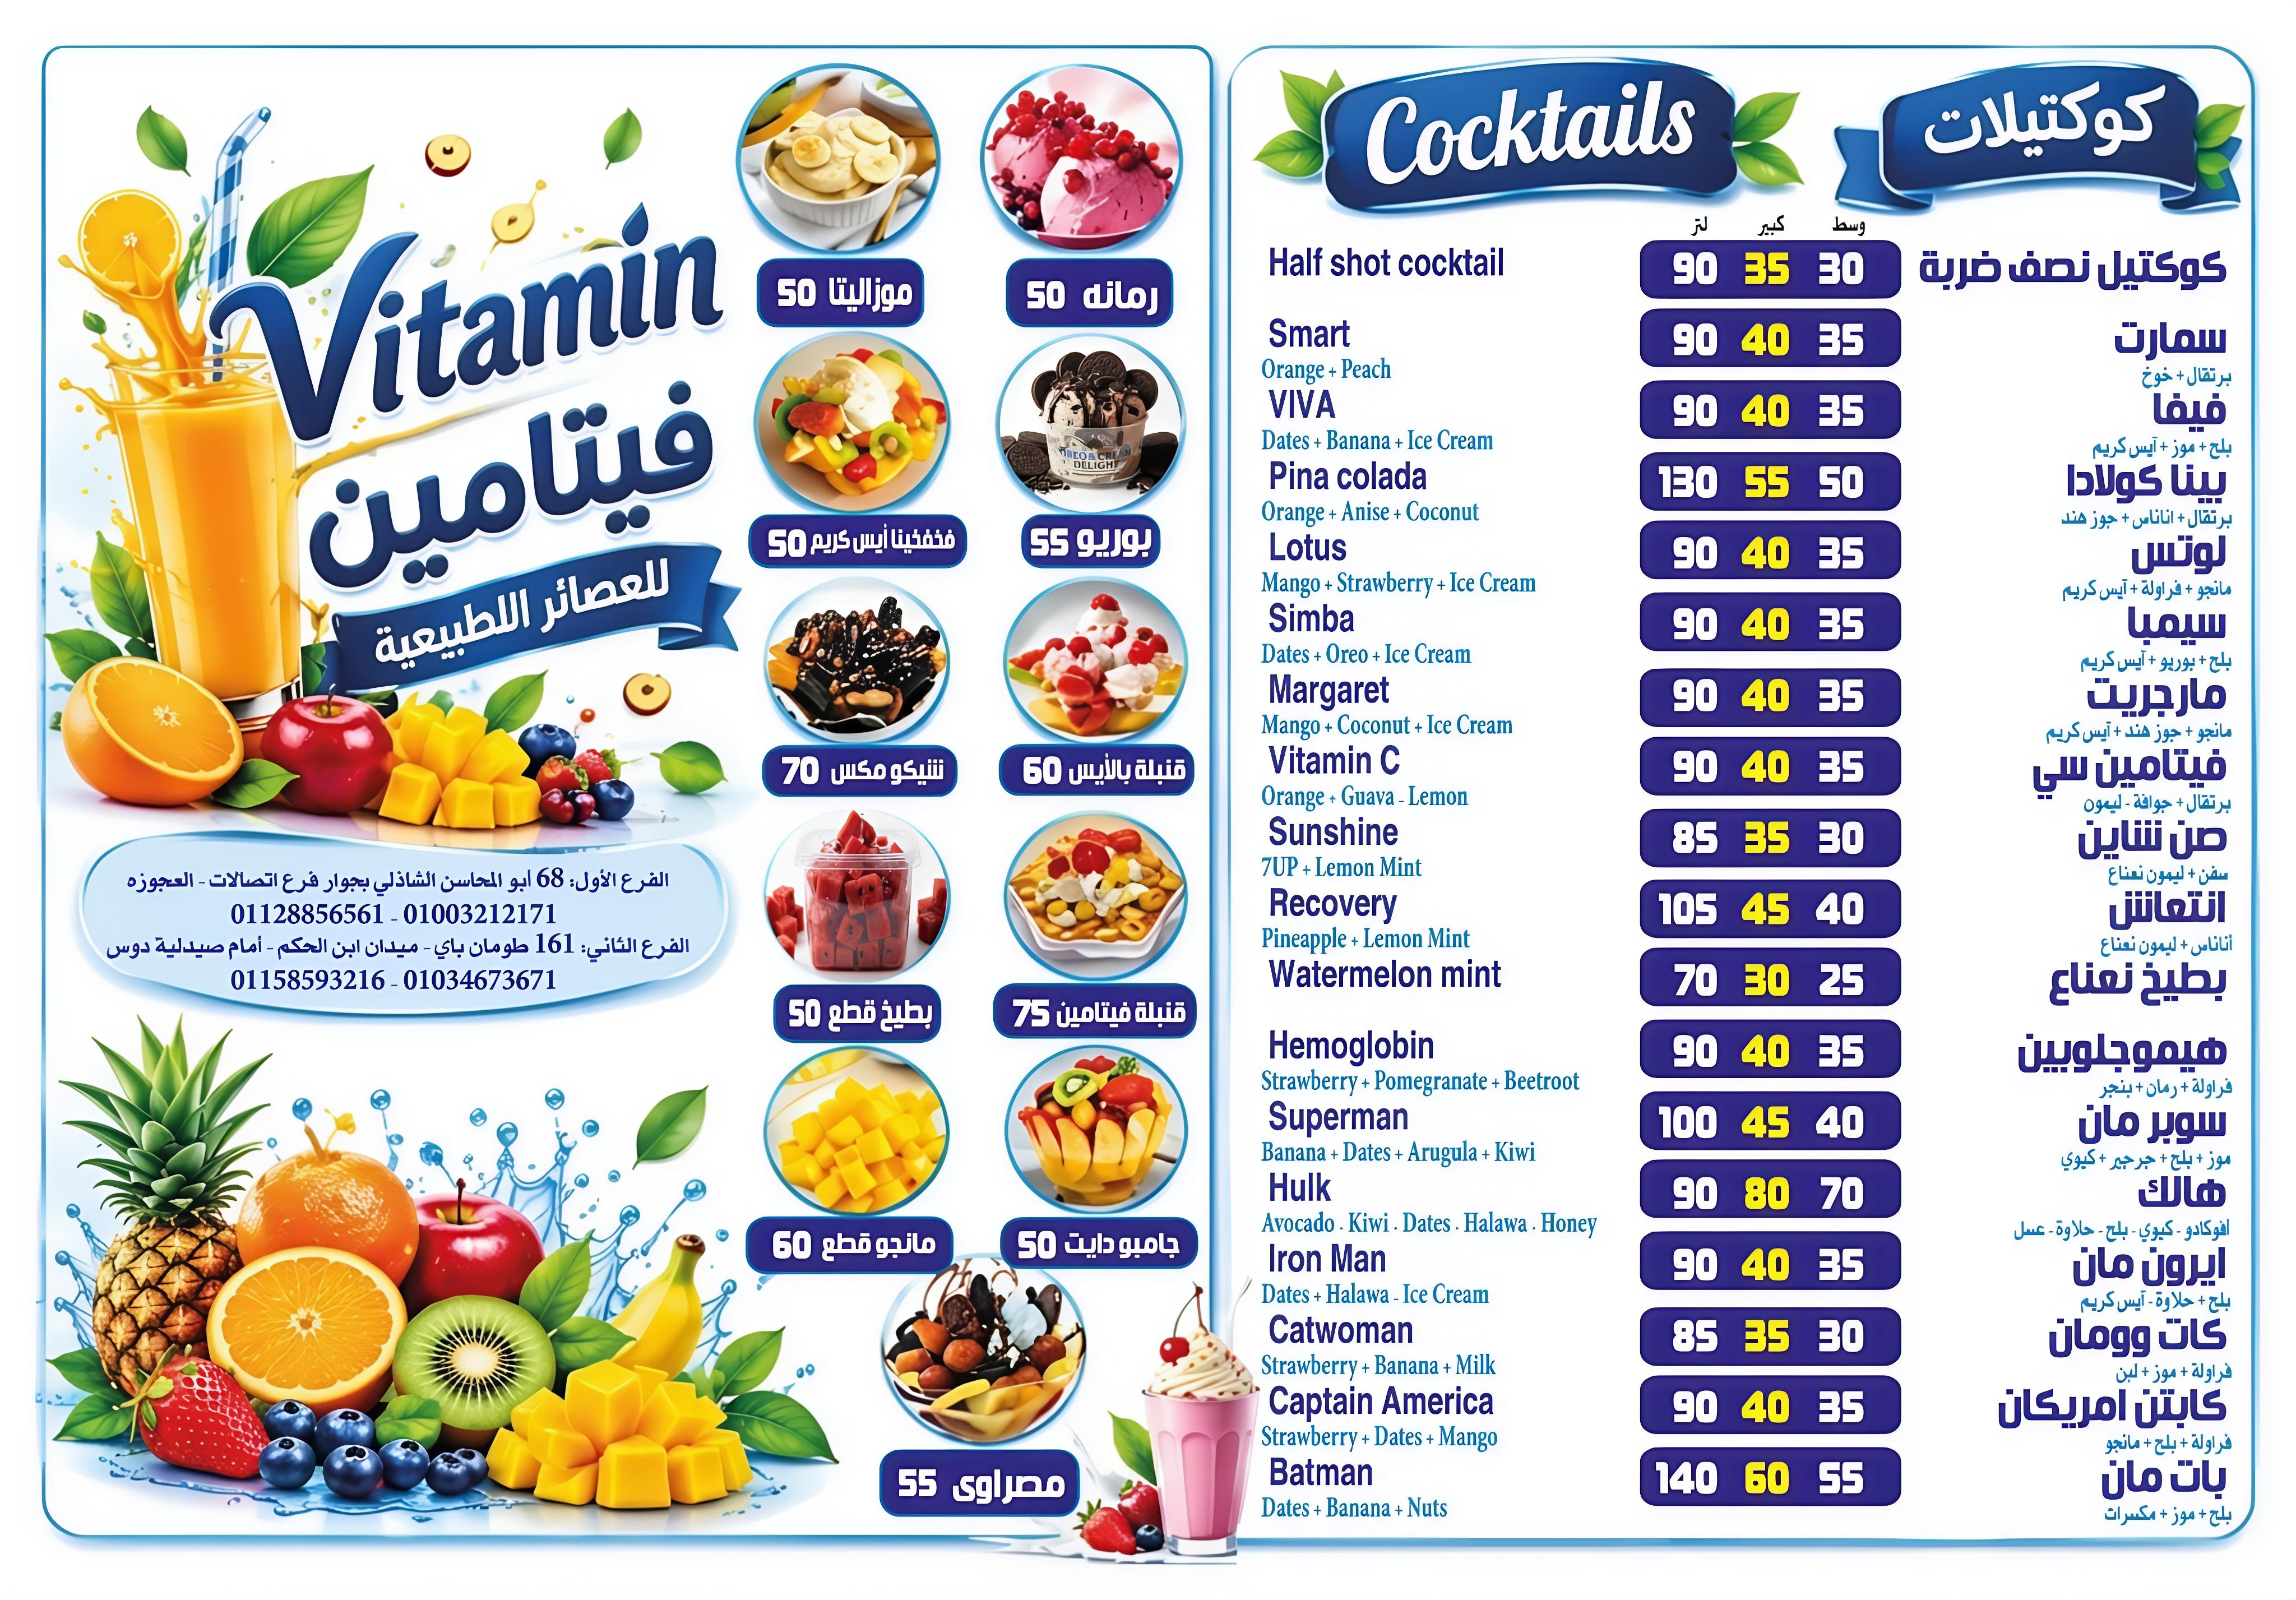 Vitamin
فيتامين
للعصائر اللطبيعية
الفرع الأول: 68 أبو المحاسن الشاذلي بجوار فرع اتصالات - العجوزه
01128856561 - 01003212171
الفرع الثاني: 161 طومان باي - ميدان ابن الحكم - أمام صيدلية دوس
01158593216 - 01034673671
موزاليتا 50
رمانه 50
OREO & CREAM
DELIGHT
فخفخينا أيس كريم 50
بوريو 55
شيكو مكس 70
قنبلة بالأيس 60
بطيخ قطع 50
قنبلة فيتامين 75
مانجو قطع 60
جامبو دايت 50
مصراوى 55
Cocktails
كوكتيلات
لتر كبير وسط
Half shot cocktail 90 35 30 كوكتيل نصف ضربة
Smart 90 40 35 سمارت
Orange + Peach برتقال + خوخ
VIVA 90 40 35 فيفا
Dates + Banana + Ice Cream بلح + موز + آيس كريم
Pina colada 130 55 50 بينا كولادا
Orange + Anise + Coconut برتقال + اناناس + جوز هند
Lotus 90 40 35 لوتس
Mango + Strawberry + Ice Cream مانجو + فراولة + آيس كريم
Simba 90 40 35 سيمبا
Dates + Oreo + Ice Cream بلح + بوريو + آيس كريم
Margaret 90 40 35 مارجريت
Mango + Coconut + Ice Cream مانجو + جوز هند + آيس كريم
Vitamin C 90 40 35 فيتامين سي
Orange + Guava - Lemon برتقال + جوافة - ليمون
Sunshine 85 35 30 صن شاين
7UP + Lemon Mint سفن + ليمون نعناع
Recovery 105 45 40 انتعاش
Pineapple + Lemon Mint أناناس + ليمون نعناع
Watermelon mint 70 30 25 بطيخ نعناع
Hemoglobin 90 40 35 هيموجلوبين
Strawberry + Pomegranate + Beetroot فراولة + رمان + بنجر
Superman 100 45 40 سوبر مان
Banana + Dates + Arugula + Kiwi موز + بلح + جرجير + كيوي
Hulk 90 80 70 هالك
Avocado - Kiwi - Dates - Halawa - Honey افوكادو - كيوي - بلح - حلاوة - عسل
Iron Man 90 40 35 ايرون مان
Dates + Halawa - Ice Cream بلح + حلاوة - آيس كريم
Catwoman 85 35 30 كات وومان
Strawberry + Banana + Milk فراولة + موز + لبن
Captain America 90 40 35 كابتن امريكان
Strawberry + Dates + Mango فراولة + بلح + مانجو
Batman 140 60 55 بات مان
Dates + Banana + Nuts بلح + موز + مكسرات